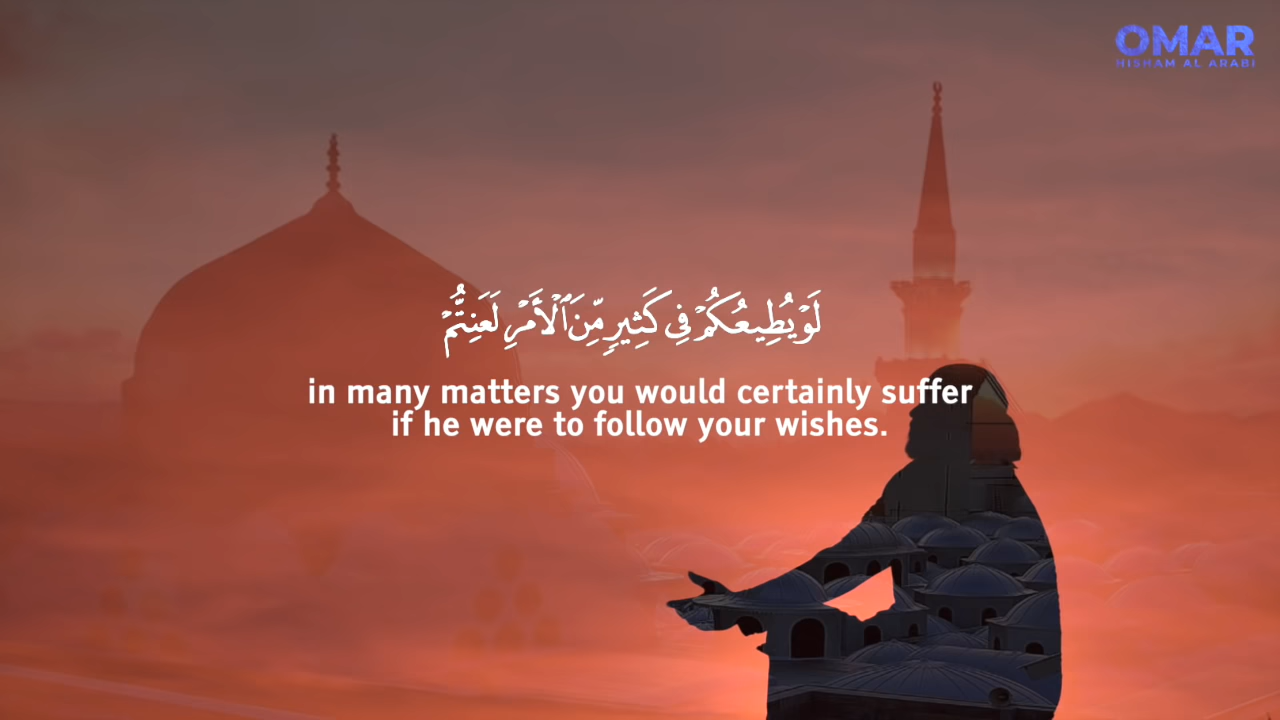 OMAR
HISHAM AL ARABI
لَوْ يُطِيعُكُمْ فِى كَثِيرٍ مِّنَ ٱلْأَمْرِ لَعَنِتُّمْ
in many matters you would certainly suffer
if he were to follow your wishes.